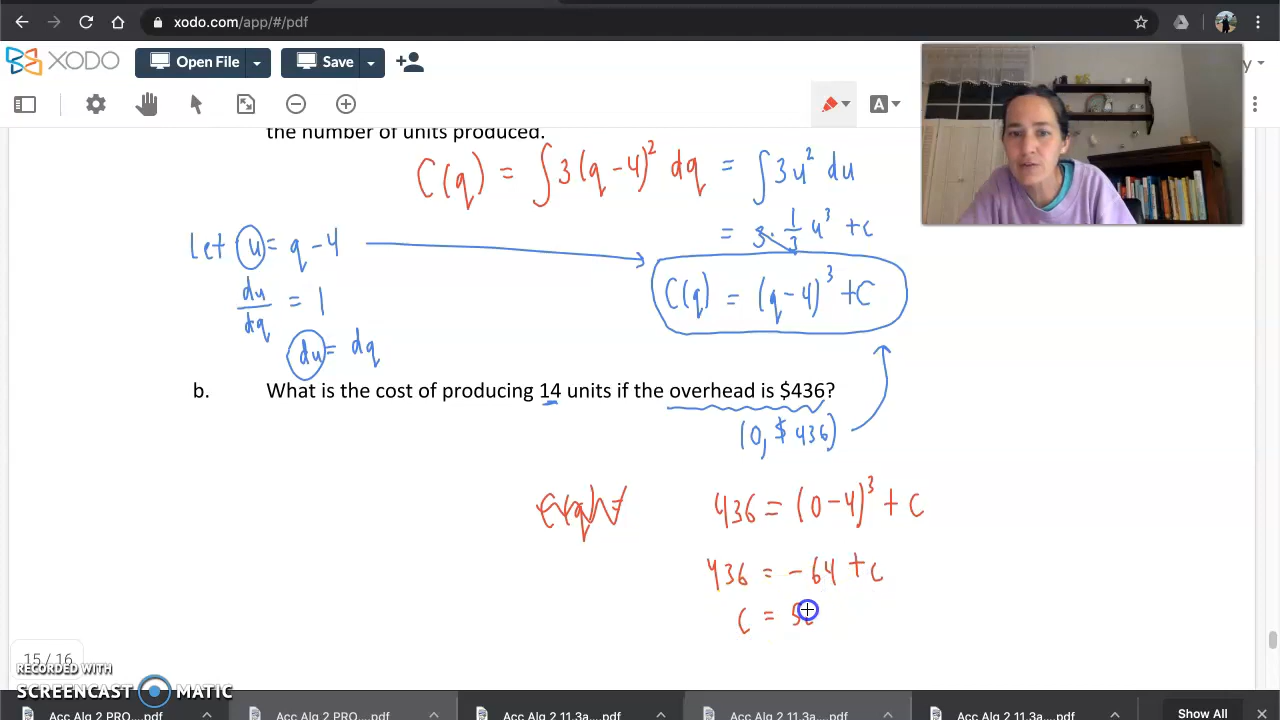 xodo.com/app/#/pdf
XODO
Open File
Save
y
A
the number of units produced.
C(q) = ∫3(q-4)² dq = ∫3u² du
= 3·1/3 u³ + C
Let u = q-4
C(q) = (q-4)³ + C
du/dq = 1
du = dq
b. What is the cost of producing 14 units if the overhead is $436?
(0, $436)
436 = (0-4)³ + C
436 = -64 + C
C = 5
15 / 16
RECORDED WITH
SCREENCAST MATIC
Acc Alg 2 PRO....pdf
Acc Alg 2 PRO....pdf
Acc Alg 2 11.3a....pdf
Acc Alg 2 11.3a....pdf
Acc Alg 2 11.3a....pdf
Show All